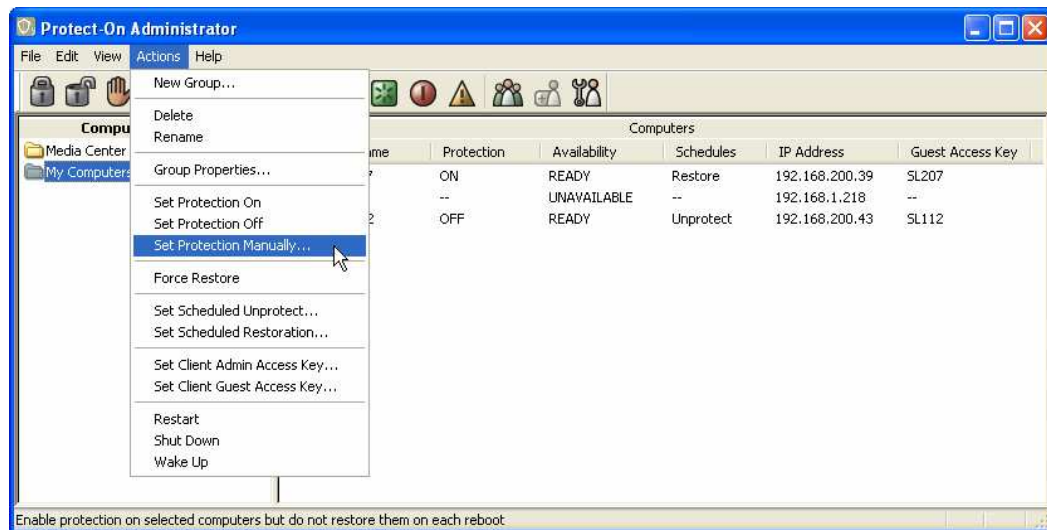 Protect-On Administrator
File Edit View Actions Help
New Group...
Delete
Rename
Group Properties...
Set Protection On
Set Protection Off
Set Protection Manually...
Force Restore
Set Scheduled Unprotect...
Set Scheduled Restoration...
Set Client Admin Access Key...
Set Client Guest Access Key...
Restart
Shut Down
Wake Up
Media Center
My Computers
Computers
Protection Availability Schedules IP Address Guest Access Key
ON READY Restore 192.168.200.39 SL207
-- UNAVAILABLE -- 192.168.1.218 --
OFF READY Unprotect 192.168.200.43 SL112
Enable protection on selected computers but do not restore them on each reboot